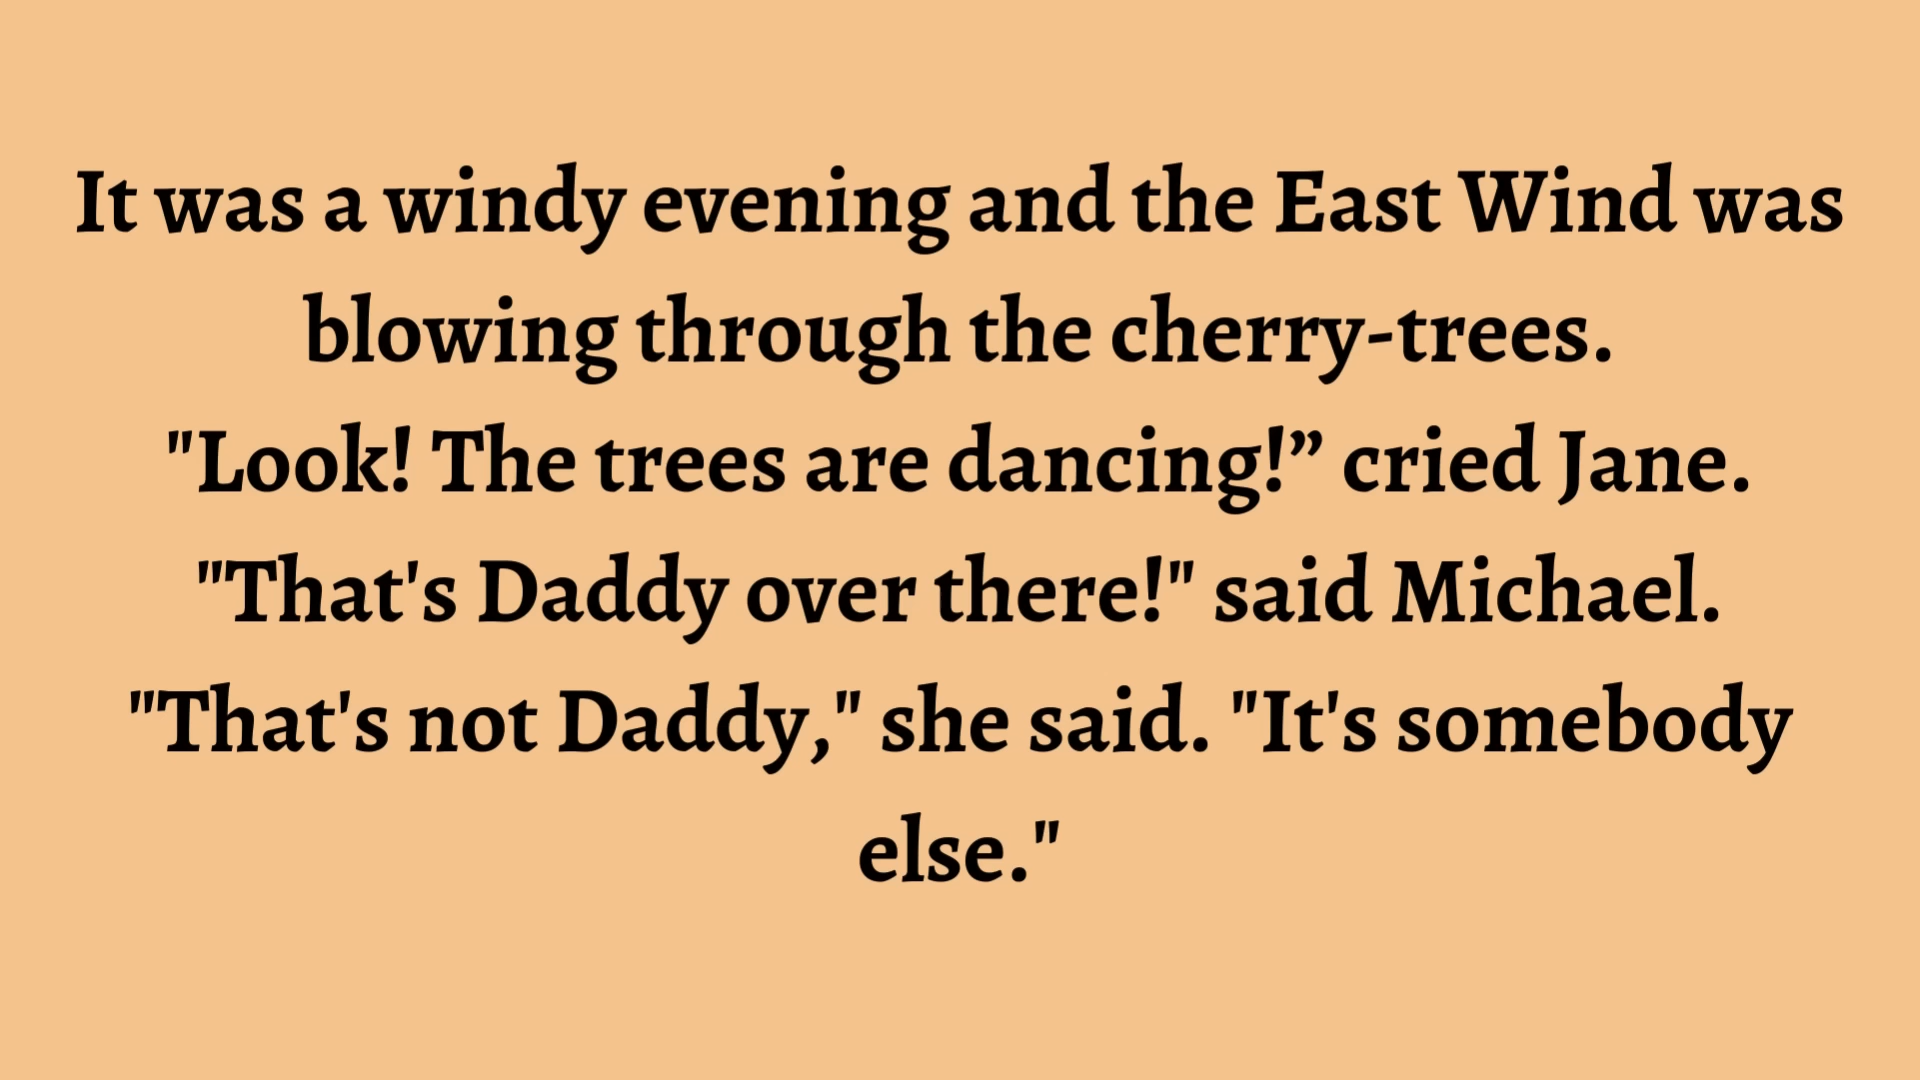 It was a windy evening and the East Wind was
blowing through the cherry-trees.
"Look! The trees are dancing!” cried Jane.
"That's Daddy over there!" said Michael.
"That's not Daddy," she said. "It's somebody
else."